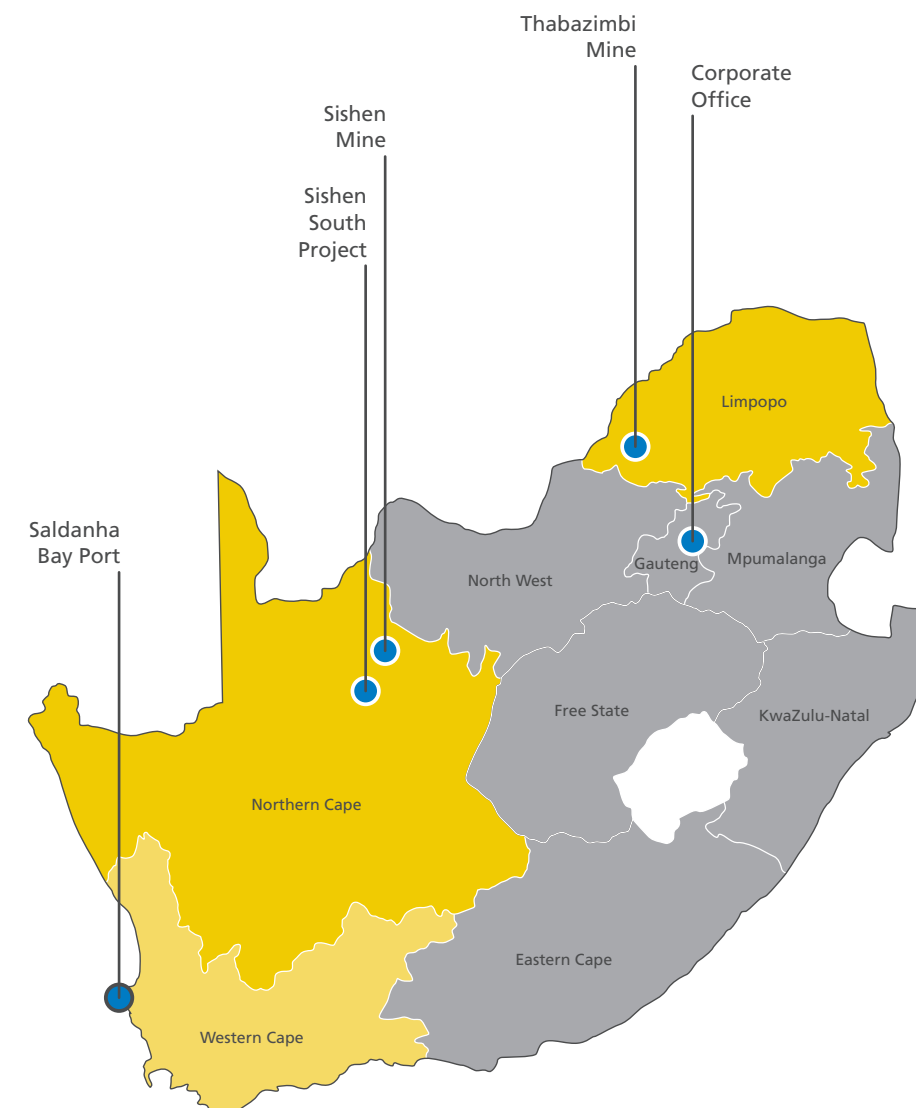 Thabazimbi
Mine
Corporate
Office
Sishen
Mine
Sishen
South
Project
Limpopo
Saldanha
Bay Port
North West
Gauteng
Mpumalanga
Free State
KwaZulu-Natal
Northern Cape
Eastern Cape
Western Cape